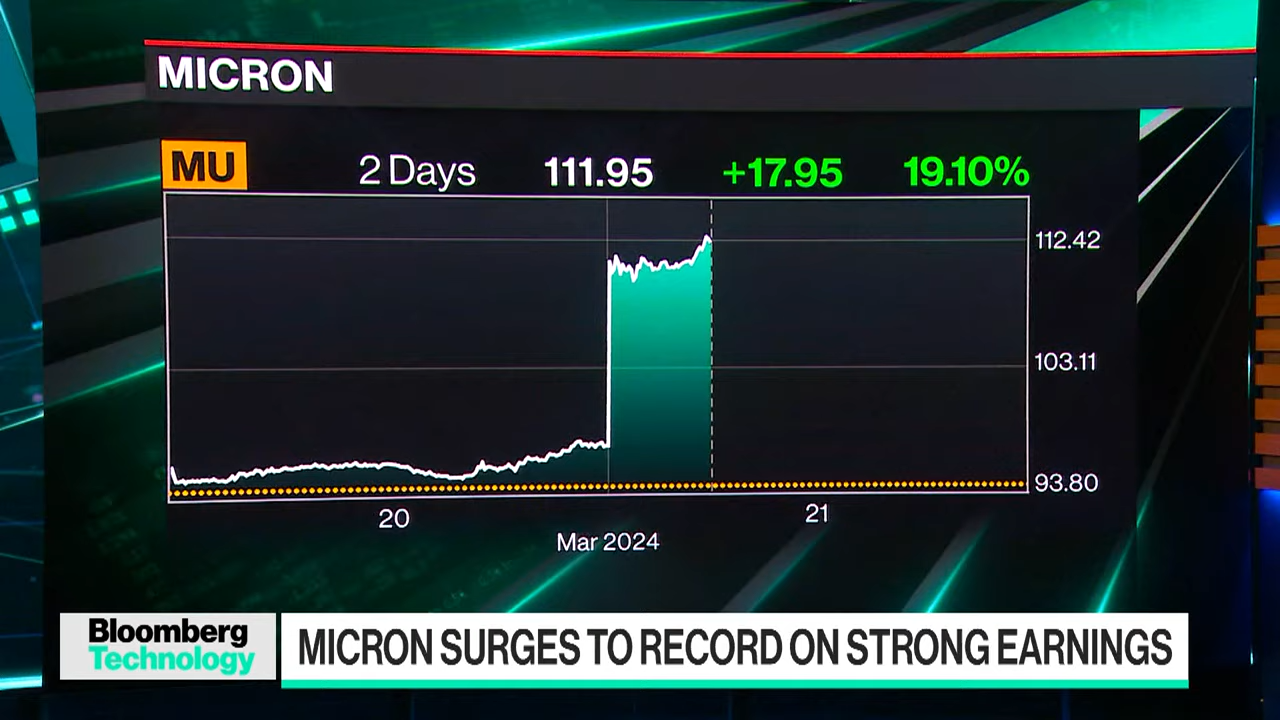 MICRON
MU 2 Days 111.95 +17.95 19.10%
112.42
103.11
93.80
20 21
Mar 2024
Bloomberg
Technology
MICRON SURGES TO RECORD ON STRONG EARNINGS